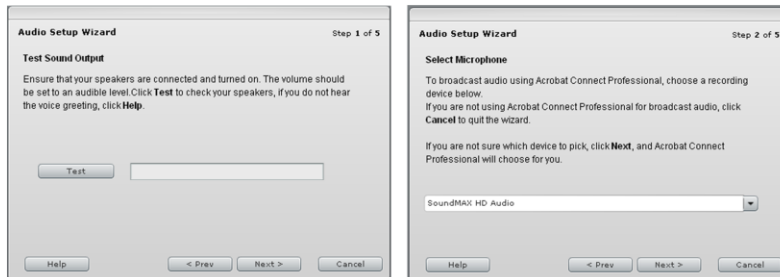 Audio Setup Wizard
Step 1 of 5
Test Sound Output
Ensure that your speakers are connected and turned on. The volume should
be set to an audible level.Click Test to check your speakers, if you do not hear
the voice greeting, click Help.
Test
Help
< Prev
Next >
Cancel
Audio Setup Wizard
Step 2 of 5
Select Microphone
To broadcast audio using Acrobat Connect Professional, choose a recording
device below.
If you are not using Acrobat Connect Professional for broadcast audio, click
Cancel to quit the wizard.
If you are not sure which device to pick, click Next, and Acrobat Connect
Professional will choose for you.
SoundMAX HD Audio
Help
< Prev
Next >
Cancel